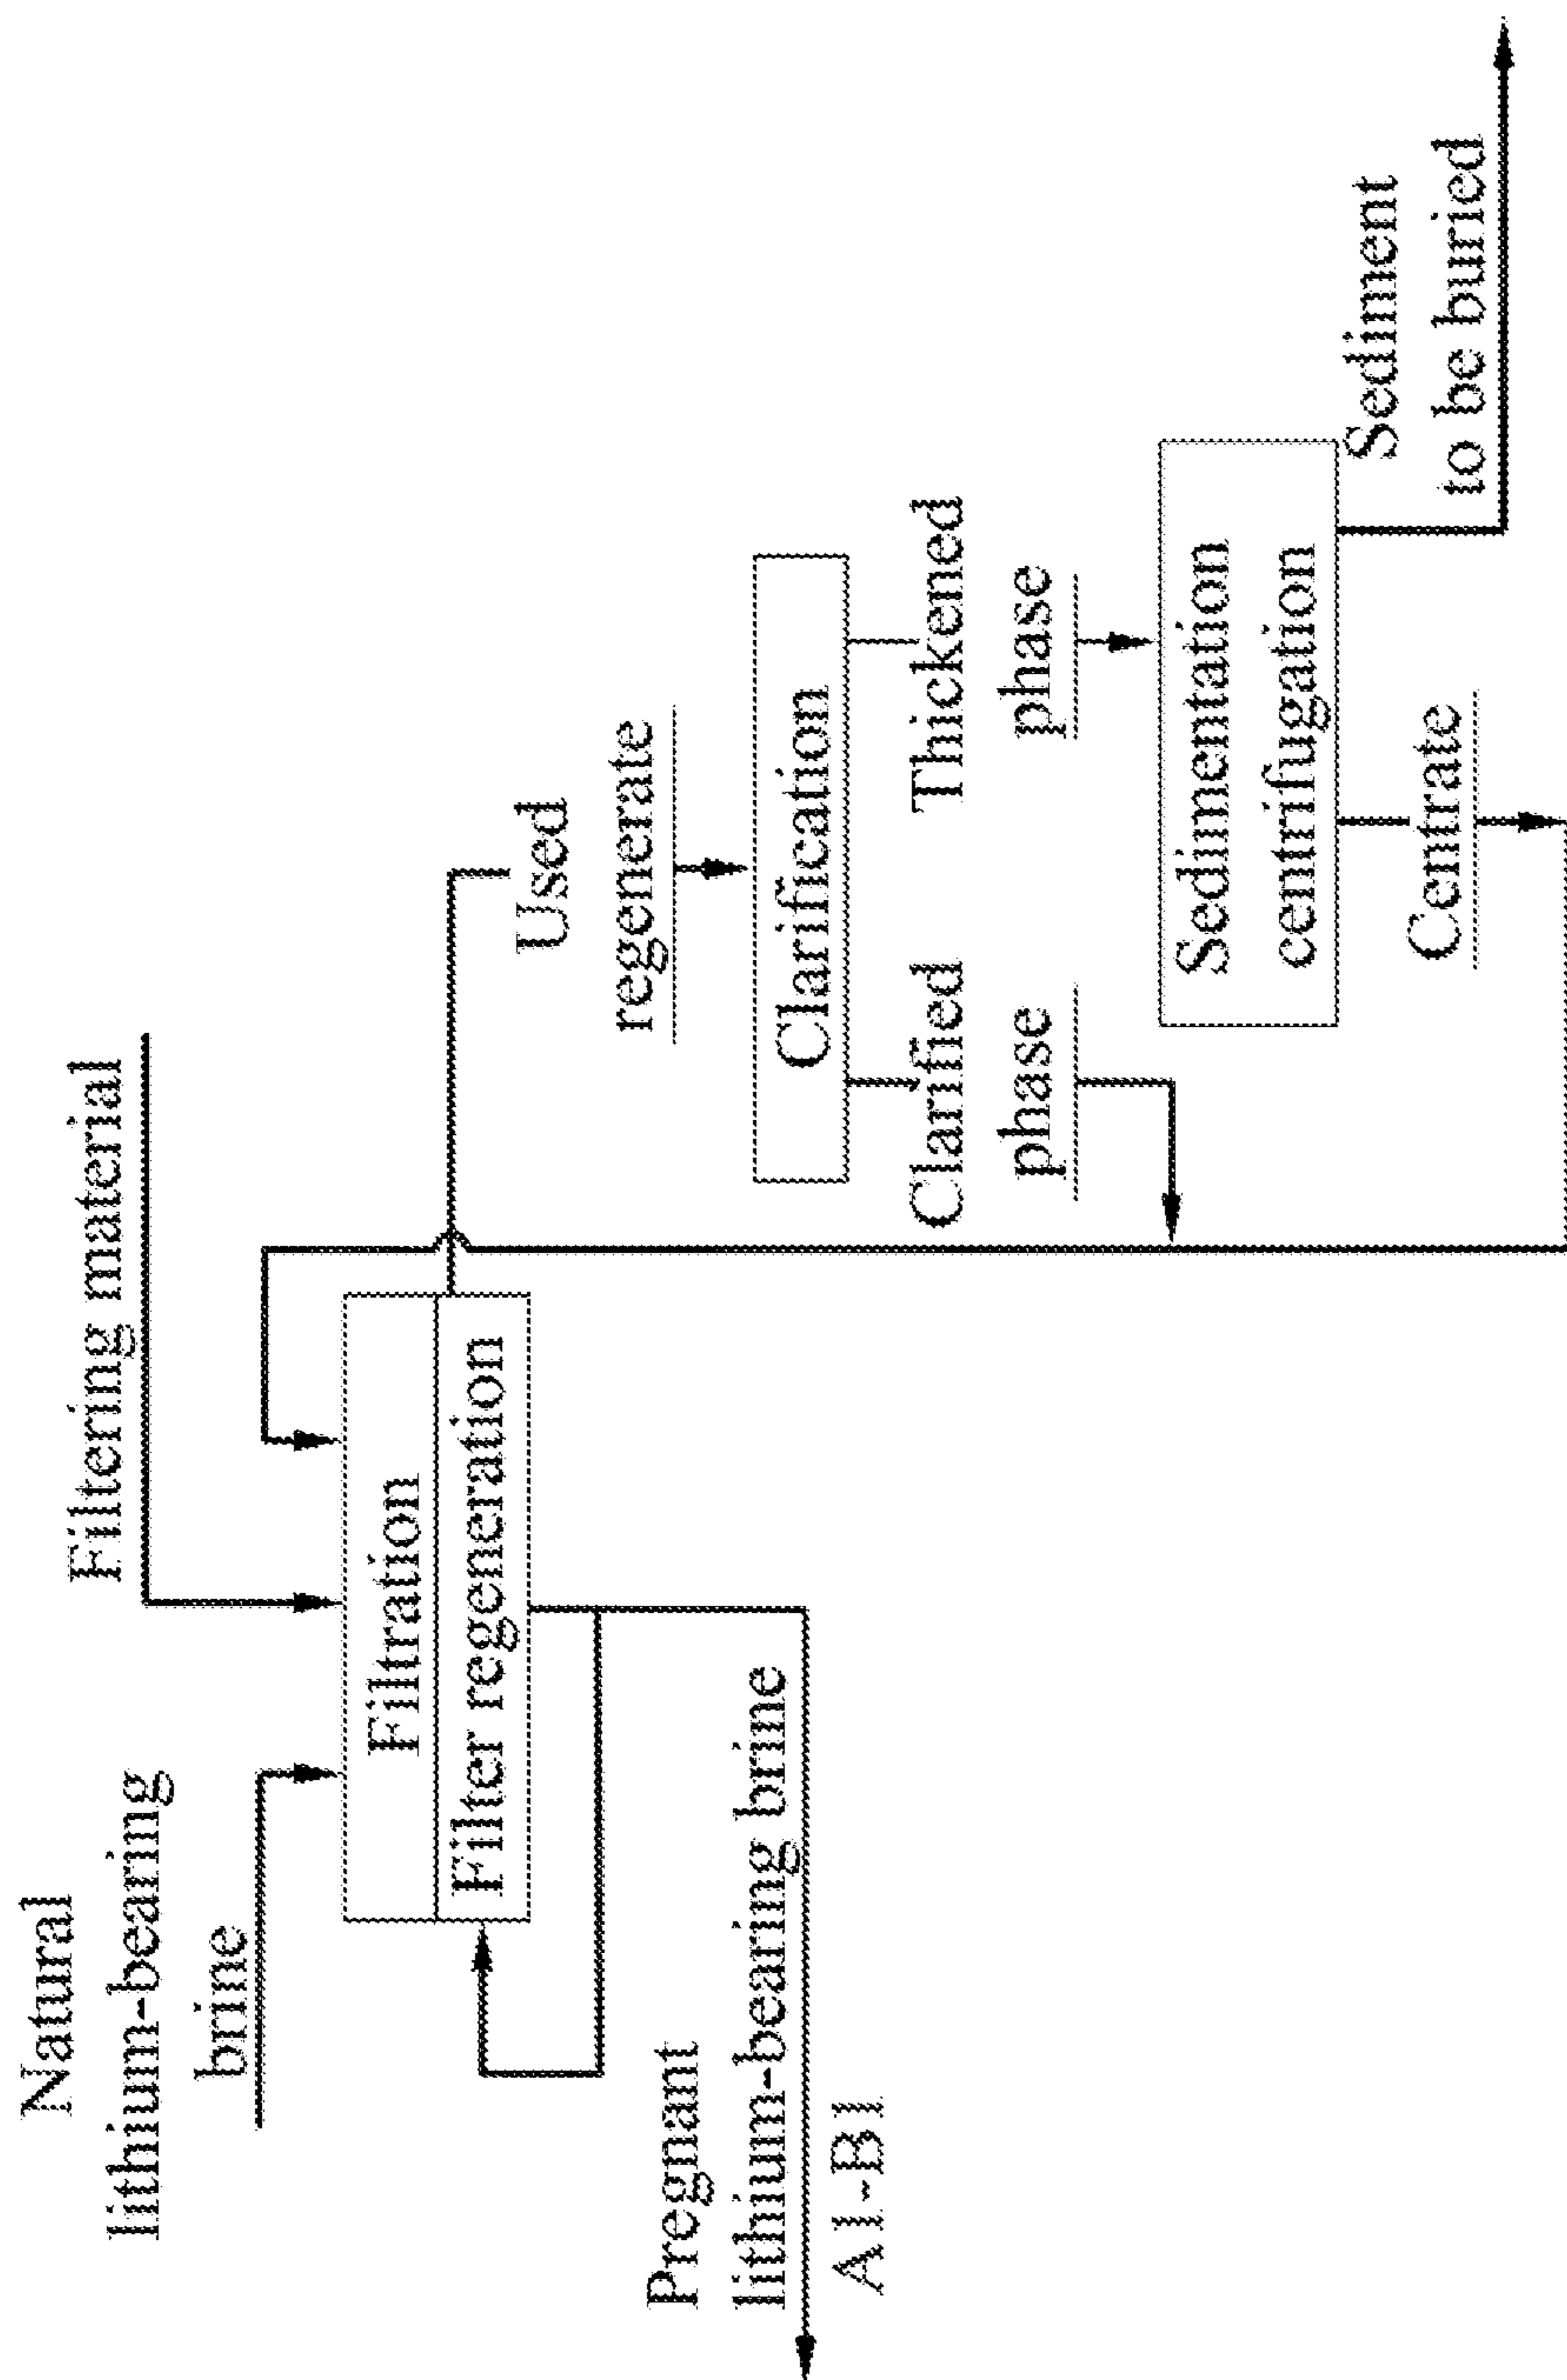 Natural
lithium-bearing
brine
Filtering material
Filtration
Filter regeneration
Pregnant
lithium-bearing brine
A1-B1
Used
regenerate
Clarification
Clarified
phase
Thickened
phase
Sedimentation
centrifugation
Centrate
Sediment
to be buried